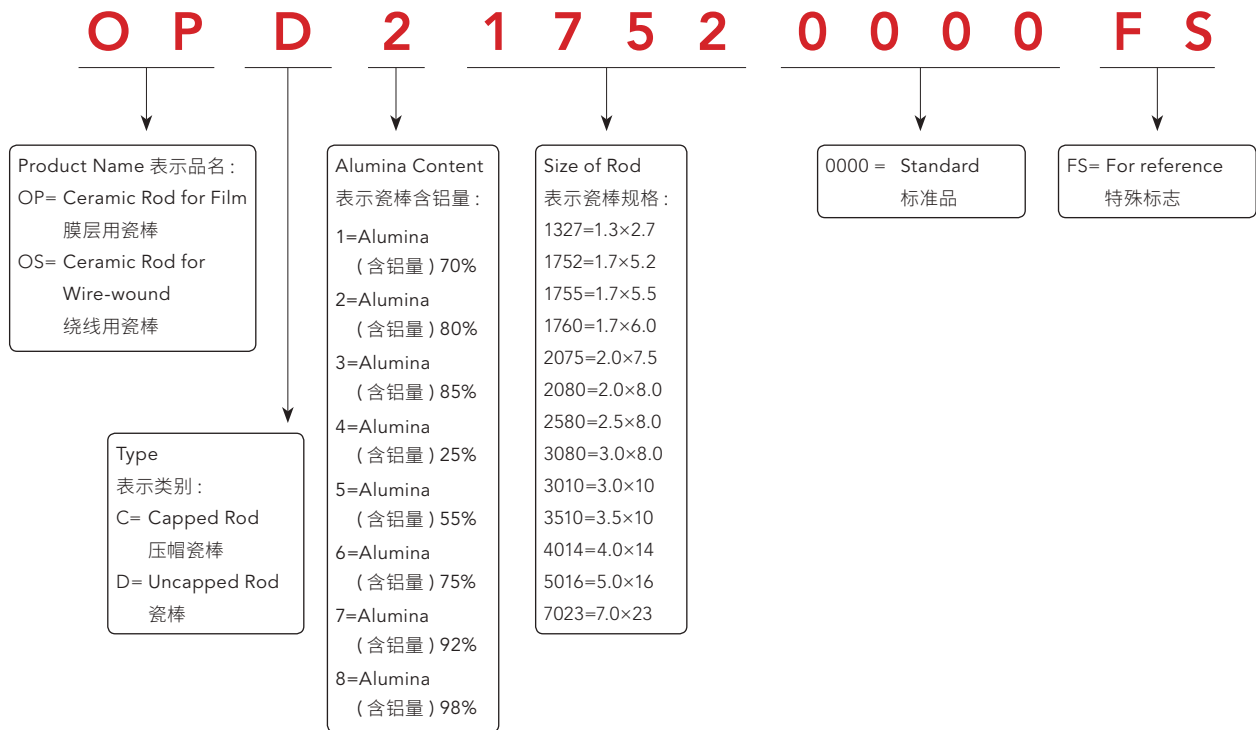 O P D 2 1 7 5 2 0 0 0 0 F S
Product Name 表示品名 :
OP= Ceramic Rod for Film
膜层用瓷棒
OS= Ceramic Rod for
Wire-wound
绕线用瓷棒
Type
表示类别 :
C= Capped Rod
压帽瓷棒
D= Uncapped Rod
瓷棒
Alumina Content
表示瓷棒含铝量 :
1=Alumina
( 含铝量 ) 70%
2=Alumina
( 含铝量 ) 80%
3=Alumina
( 含铝量 ) 85%
4=Alumina
( 含铝量 ) 25%
5=Alumina
( 含铝量 ) 55%
6=Alumina
( 含铝量 ) 75%
7=Alumina
( 含铝量 ) 92%
8=Alumina
( 含铝量 ) 98%
Size of Rod
表示瓷棒规格 :
1327=1.3×2.7
1752=1.7×5.2
1755=1.7×5.5
1760=1.7×6.0
2075=2.0×7.5
2080=2.0×8.0
2580=2.5×8.0
3080=3.0×8.0
3010=3.0×10
3510=3.5×10
4014=4.0×14
5016=5.0×16
7023=7.0×23
0000 = Standard
标准品
FS= For reference
特殊标志